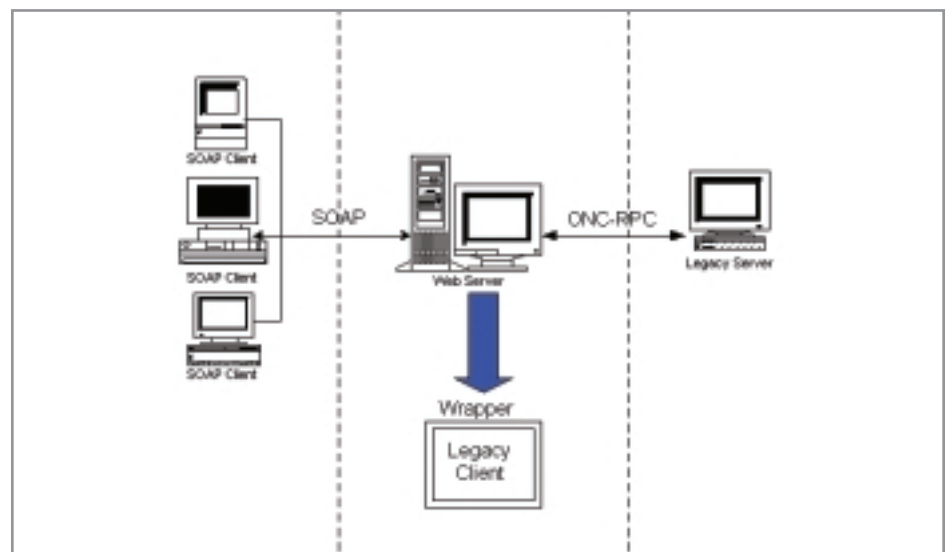 SOAP Client
SOAP Client
SOAP Client
SOAP
Web Server
ONC-RPC
Legacy Server
Wrapper
Legacy
Client